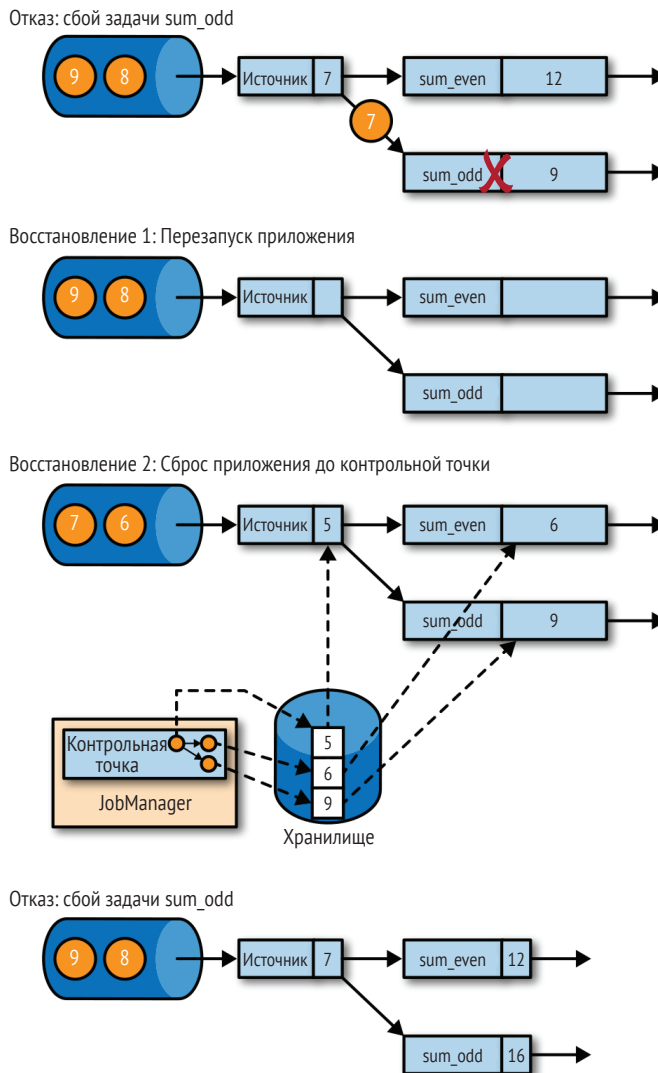 Отказ: сбой задачи sum_odd
9 8 Источник 7 sum_even 12
7
sum_odd 9
Восстановление 1: Перезапуск приложения
9 8 Источник sum_even
sum_odd
Восстановление 2: Сброс приложения до контрольной точки
7 6 Источник 5 sum_even 6
sum_odd 9
Контрольная
точка
JobManager
5
6
9
Хранилище
Отказ: сбой задачи sum_odd
9 8 Источник 7 sum_even 12
sum_odd 16